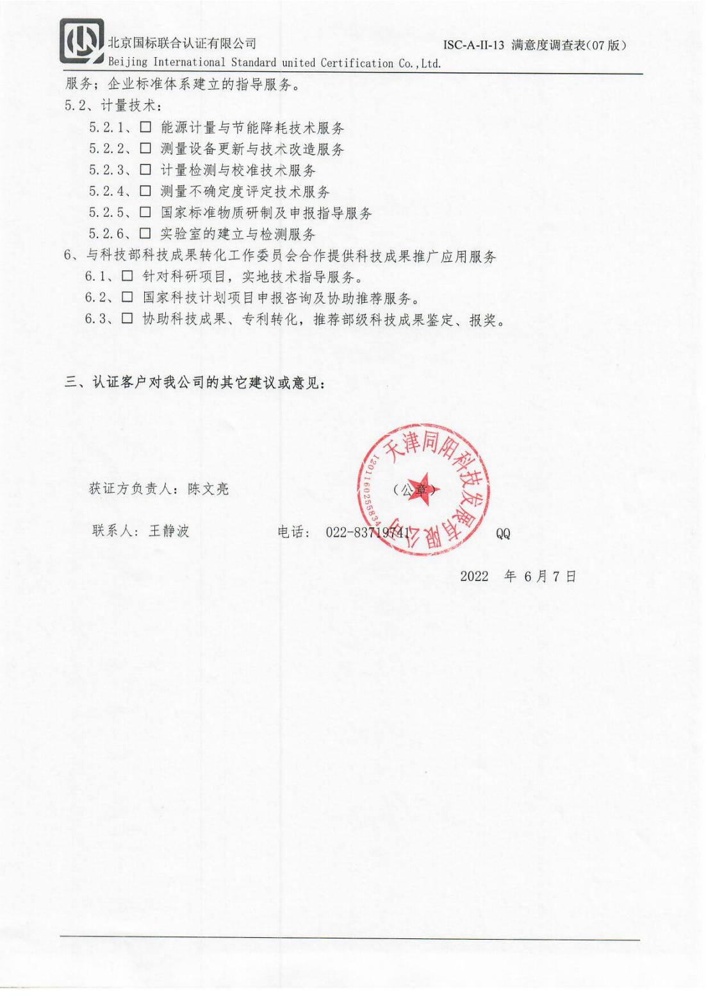 北京国标联合认证有限公司
ISC-A-II-13 满意度调查表(07 版)
Beijing International Standard united Certification Co.,Ltd.
服务；企业标准体系建立的指导服务。
5.2、计量技术：
5.2.1、□ 能源计量与节能降耗技术服务
5.2.2、□ 测量设备更新与技术改造服务
5.2.3、□ 计量检测与校准技术服务
5.2.4、□ 测量不确定度评定技术服务
5.2.5、□ 国家标准物质研制及申报指导服务
5.2.6、□ 实验室的建立与检测服务
6、与科技部科技成果转化工作委员会合作提供科技成果推广应用服务
6.1、□ 针对科研项目，实地技术指导服务。
6.2、□ 国家科技计划项目申报咨询及协助推荐服务。
6.3、□ 协助科技成果、专利转化，推荐部级科技成果鉴定、报奖。
三、认证客户对我公司的其它建议或意见：
天津同阳科技发展有限公司
1201160255834
获证方负责人：陈文亮 （公章）
联系人：王静波 电话： 022-83719741 QQ
2022 年 6 月 7 日